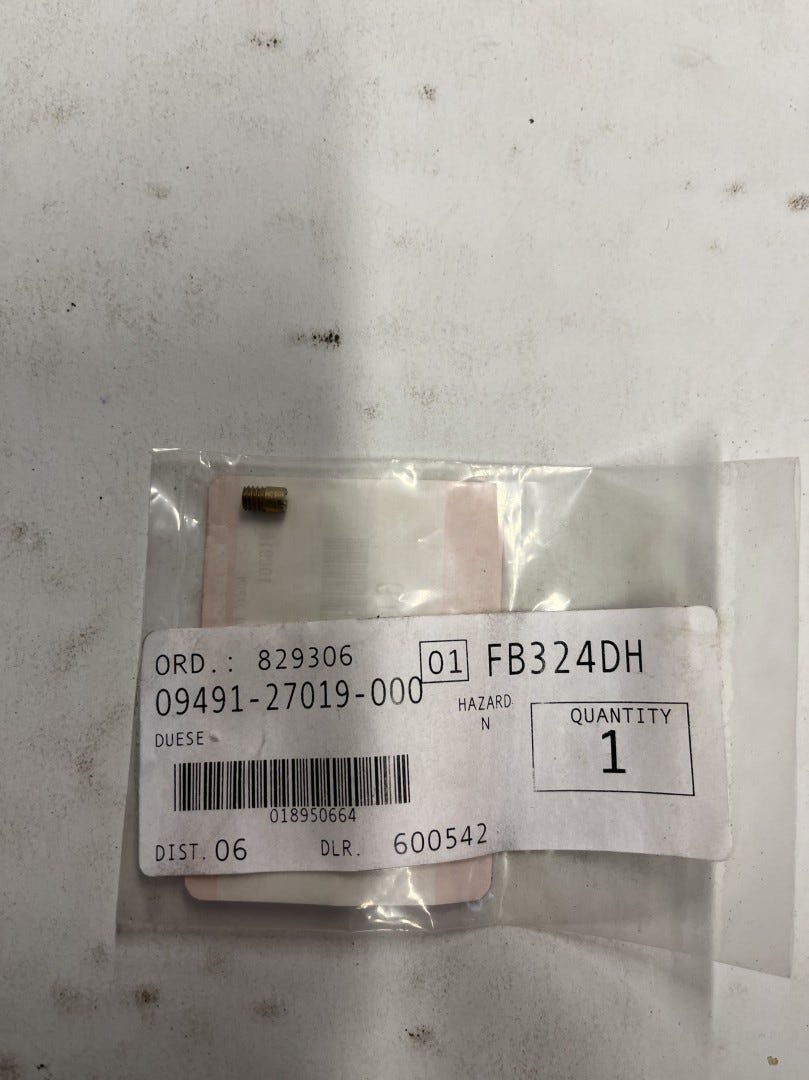 ORD.: 829306
01 FB324DH
09491-27019-000
HAZARD
N
DUESE
QUANTITY
1
018950664
DIST. 06 DLR. 600542